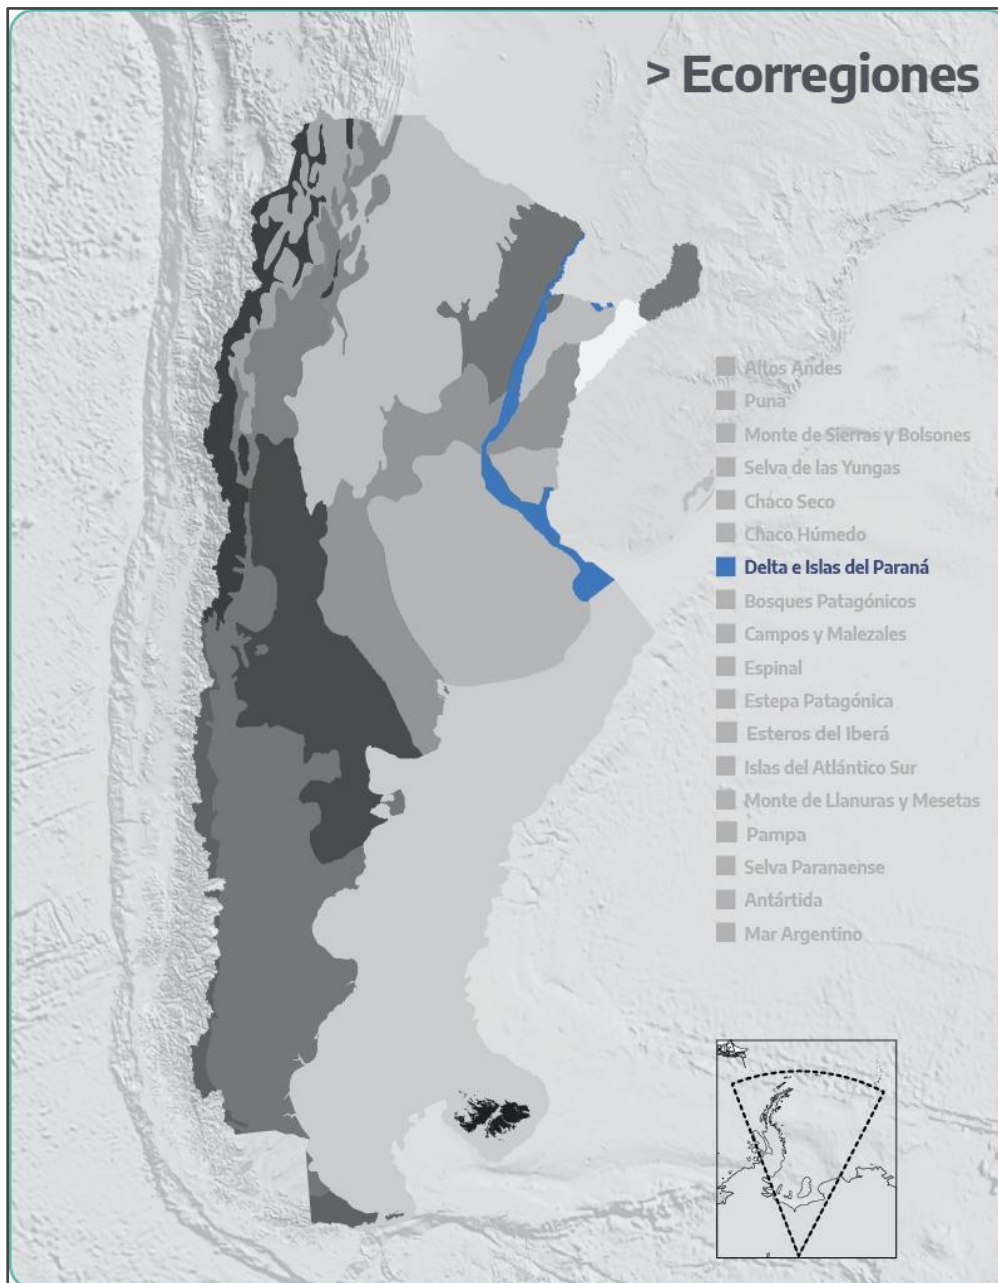 > Ecorregiones
Altos Andes
Puna
Monte de Sierras y Bolsones
Selva de las Yungas
Chaco Seco
Chaco Húmedo
Delta e Islas del Paraná
Bosques Patagónicos
Campos y Malezales
Espinal
Estepa Patagónica
Esteros del Iberá
Islas del Atlántico Sur
Monte de Llanuras y Mesetas
Pampa
Selva Paranaense
Antártida
Mar Argentino